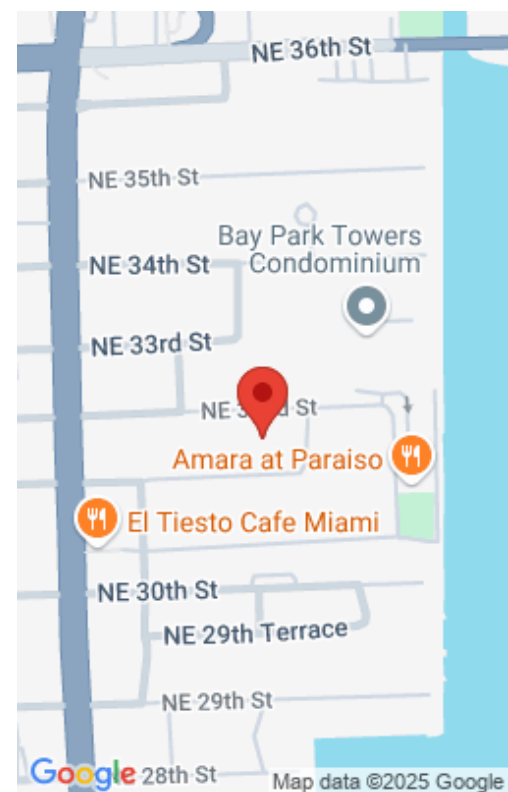 NE 36th St
NE 35th St
Bay Park Towers
Condominium
NE 34th St
NE 33rd St
NE St
Amara at Paraiso
El Tiesto Cafe Miami
NE 30th St
NE 29th Terrace
NE 29th St
28th St
Google
Map data ©2025 Google